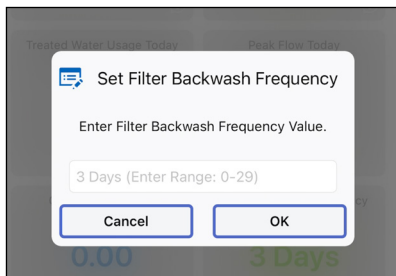 Treated Water Usage Today
Peak Flow Today
Set Filter Backwash Frequency
Enter Filter Backwash Frequency Value.
3 Days (Enter Range: 0-29)
Cancel
OK
0.00
3 Days